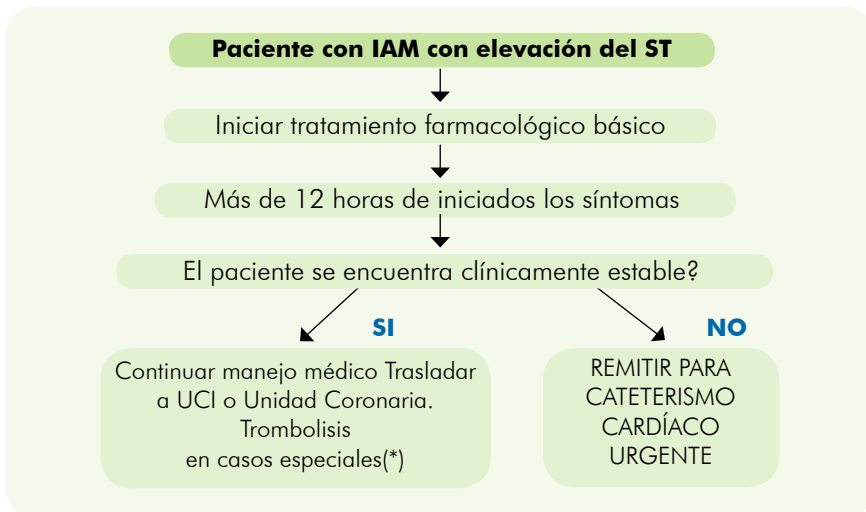 Paciente con IAM con elevación del ST
Iniciar tratamiento farmacológico básico
Más de 12 horas de iniciados los síntomas
El paciente se encuentra clínicamente estable?
SI
NO
Continuar manejo médico Trasladar
a UCI o Unidad Coronaria.
Trombolisis
en casos especiales(*)
REMITIR PARA
CATETERISMO
CARDÍACO
URGENTE